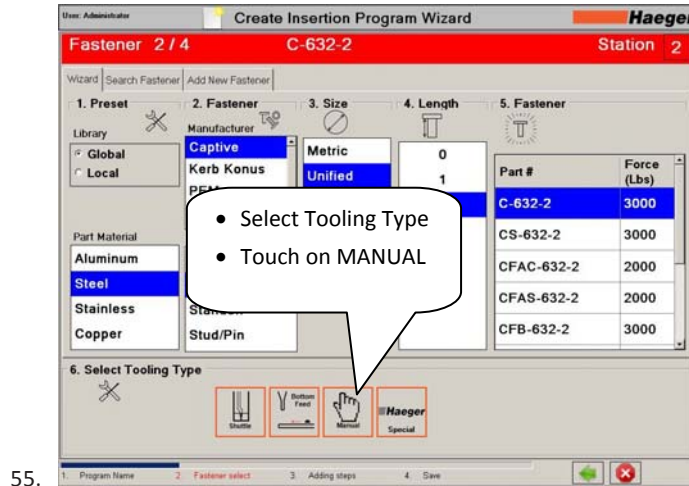 User: Administrator
Create Insertion Program Wizard
Haeger
Fastener 2 / 4
C-632-2
Station 2
Wizard Search Fastener Add New Fastener
1. Preset
2. Fastener
3. Size
4. Length
5. Fastener
Library
Global
Local
Manufacturer
Captive
Kerb Konus
Metric
Unified
0
1
Part # Force (Lbs)
C-632-2 3000
CS-632-2 3000
CFAC-632-2 2000
CFAS-632-2 2000
CFB-632-2 3000
• Select Tooling Type
• Touch on MANUAL
Part Material
Aluminum
Steel
Stainless
Copper
Stud/Pin
6. Select Tooling Type
Shuttle
Bottom Feed
Manual
Haeger
Special
55.
1. Program Name 2 Fastener select 3. Adding steps 4. Save